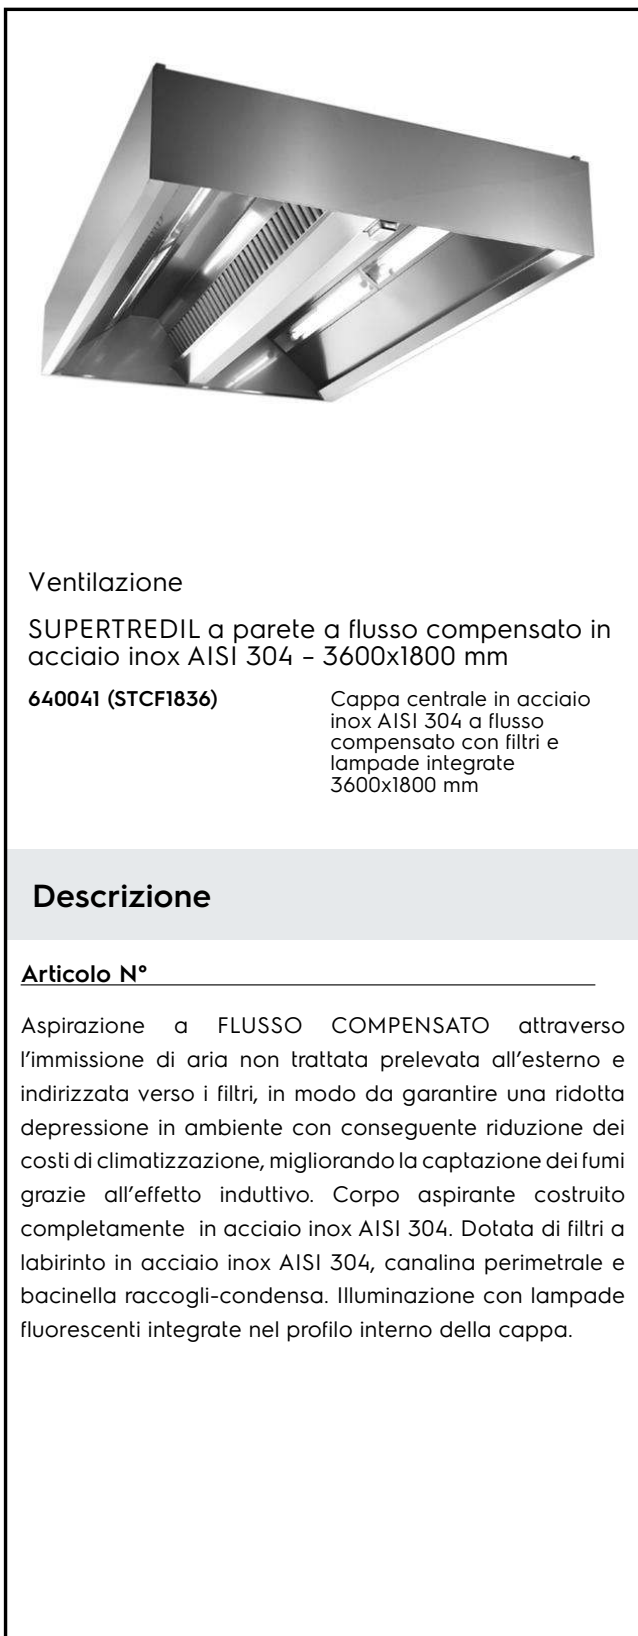 Ventilazione
SUPERTREDIL a parete a flusso compensato in
acciaio inox AISI 304 – 3600x1800 mm
640041 (STCF1836)
Cappa centrale in acciaio
inox AISI 304 a flusso
compensato con filtri e
lampade integrate
3600x1800 mm
Descrizione
Articolo N°
Aspirazione a FLUSSO COMPENSATO attraverso
l'immissione di aria non trattata prelevata all'esterno e
indirizzata verso i filtri, in modo da garantire una ridotta
depressione in ambiente con conseguente riduzione dei
costi di climatizzazione, migliorando la captazione dei fumi
grazie all'effetto induttivo. Corpo aspirante costruito
completamente in acciaio inox AISI 304. Dotata di filtri a
labirinto in acciaio inox AISI 304, canalina perimetrale e
bacinella raccogli-condensa. Illuminazione con lampade
fluorescenti integrate nel profilo interno della cappa.